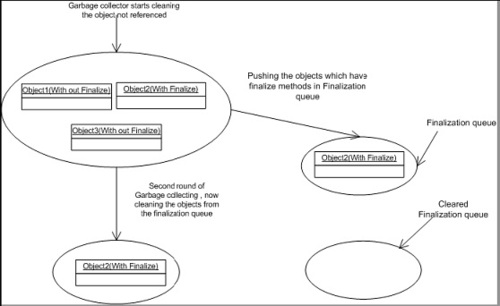 Garbage collector starts cleaning
the object not referenced
Object1(With out Finalize)
Object2(With Finalize)
Object3(With out Finalize)
Pushing the objects which have
finalize methods in Finalization
queue
Finalization queue
Object2(With Finalize)
Second round of
Garbage collecting , now
cleaning the objects from
the finalization queue
Cleared
Finalization queue
Object2(With Finalize)